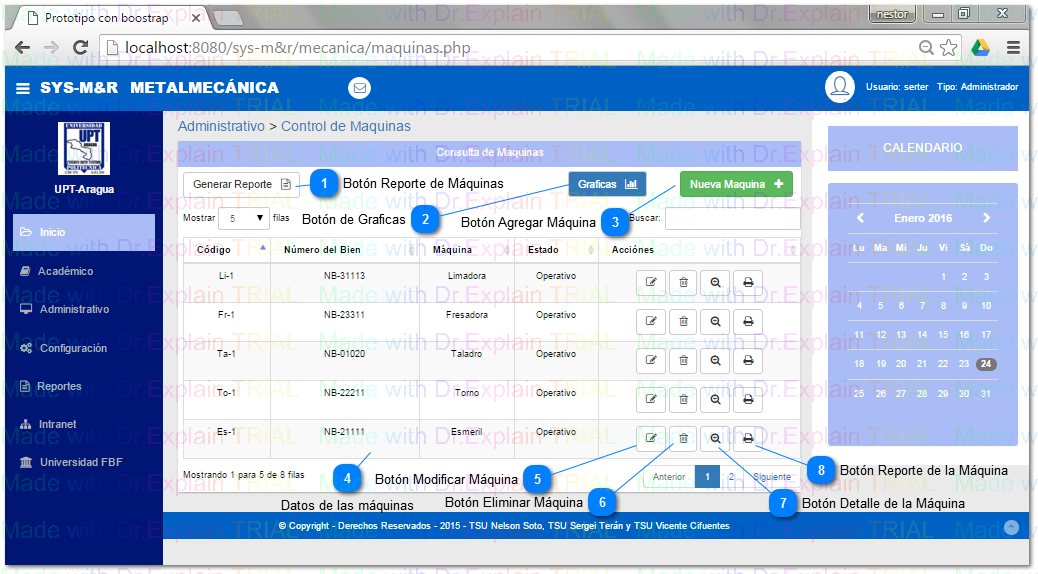 Prototipo con boostrap
nestor
localhost:8080/sys-m&r/mecanica/maquinas.php
SYS-M&R METALMECÁNICA
Usuario: serter Tipo: Administrador
UNIVERSIDAD
UPT
ARAGUA
POLITECNICA
UPT-Aragua
Inicio
Académico
Administrativo
Configuración
Reportes
Intranet
Universidad FBF
Administrativo > Control de Maquinas
Consulta de Maquinas
Generar Reporte
1 Botón Reporte de Máquinas
Graficas
Nueva Maquina
Mostrar 5 filas
Botón de Graficas 2
Botón Agregar Máquina 3
Buscar:
Código Número del Bien Máquina Estado Acciónes
Li-1 NB-31113 Limadora Operativo
Fr-1 NB-23311 Fresadora Operativo
Ta-1 NB-01020 Taladro Operativo
To-1 NB-22211 Torno Operativo
Es-1 NB-21111 Esmeril Operativo
Mostrando 1 para 5 de 8 filas
4
Datos de las máquinas
Botón Modificar Máquina 5
Anterior 1 2 Siguiente
Botón Eliminar Máquina 6
7 Botón Detalle de la Máquina
8 Botón Reporte de la Máquina
CALENDARIO
Enero 2016
Lu Ma Mi Ju Vi Sá Do
1 2 3
4 5 6 7 8 9 10
11 12 13 14 15 16 17
18 19 20 21 22 23 24
25 26 27 28 29 30 31
© Copyright - Derechos Reservados - 2015 - TSU Nelson Soto, TSU Sergei Terán y TSU Vicente Cifuentes
Made with Dr.Explain TRIAL